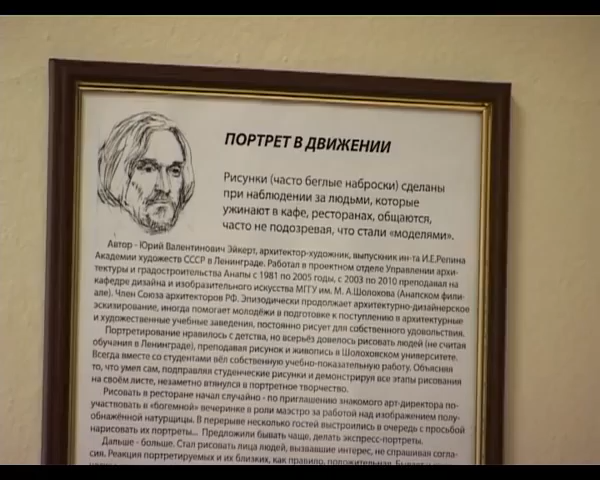 ПОРТРЕТ В ДВИЖЕНИИ
Рисунки (часто беглые наброски) сделаны
при наблюдении за людьми, которые
ужинают в кафе, ресторанах, общаются,
часто не подозревая, что стали «моделями».
Автор - Юрий Валентинович Эйкерт, архитектор-художник, выпускник ин-та И.Е.Репина
Академии художеств СССР в Ленинграде. Работал в проектном отделе Управлении архи-
тектуры и градостроительства Анапы с 1981 по 2005 годы, с 2003 по 2010 преподавал на
кафедре дизайна и изобразительного искусства МГГУ им. М. А.Шолохова (Анапском фили-
але). Член Союза архитекторов РФ. Эпизодически продолжает архитектурно-дизайнерское
эскизирование, иногда помогает молодёжи в подготовке к поступлению в архитектурные
и художественные учебные заведения, постоянно рисует для собственного удовольствия.
Портретирование нравилось с детства, но всерьёз довелось рисовать людей (не считая
обучения в Ленинграде), преподавая рисунок и живопись в Шолоховском университете.
Всегда вместе со студентами вёл собственную учебно-показательную работу. Объясняя
то, что умел сам, подправляя студенческие рисунки и демонстрируя все этапы рисования
на своём листе, незаметно втянулся в портретное творчество.
Рисовать в ресторане начал случайно - по приглашению знакомого арт-директора по-
участвовать в «богемной» вечеринке в роли маэстро за работой над изображением полу-
обнажённой натурщицы. В перерыве несколько гостей выстроились в очередь с просьбой
нарисовать их портреты... Предложили бывать чаще, делать экспресс-портреты.
Дальше - больше. Стал рисовать лица людей, вызвавшие интерес, не спрашивая согла-
сия. Реакция портретируемых и их близких, как правило, положительная.